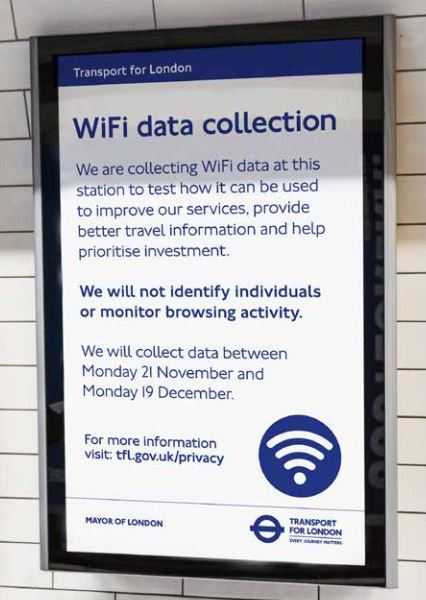 Transport for London
WiFi data collection
We are collecting WiFi data at this
station to test how it can be used
to improve our services, provide
better travel information and help
prioritise investment.
We will not identify individuals
or monitor browsing activity.
We will collect data between
Monday 21 November and
Monday 19 December.
For more information
visit: tfl.gov.uk/privacy
MAYOR OF LONDON
TRANSPORT
FOR LONDON
EVERY JOURNEY MATTERS